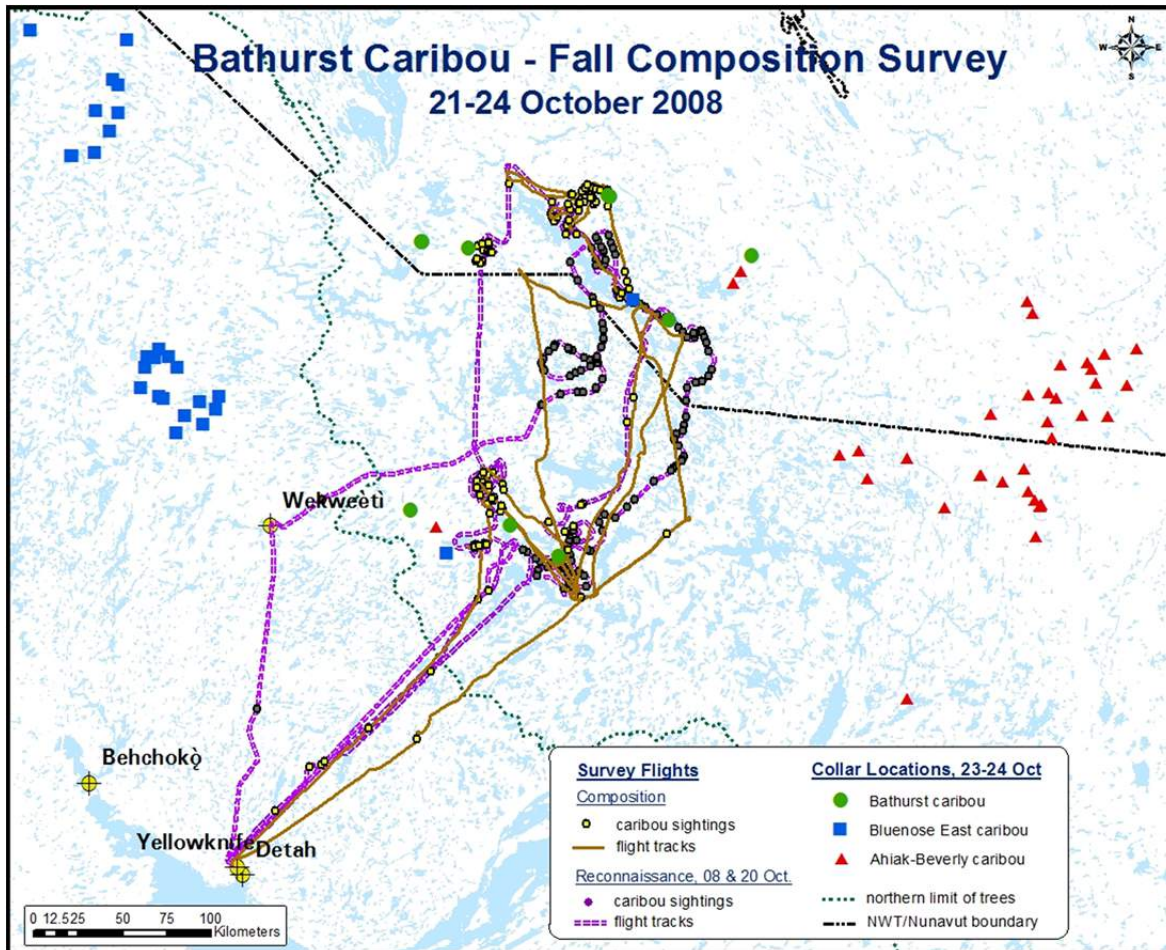 Bathurst Caribou - Fall Composition Survey
21-24 October 2008
N
W E
S
Wekweètì
Behchokǫ̀
Yellowknife
Detah
Survey Flights
Composition
caribou sightings
flight tracks
Reconnaissance, 08 & 20 Oct.
caribou sightings
flight tracks
Collar Locations, 23-24 Oct
Bathurst caribou
Bluenose East caribou
Ahiak-Beverly caribou
northern limit of trees
NWT/Nunavut boundary
0 12.525 50 75 100
Kilometers